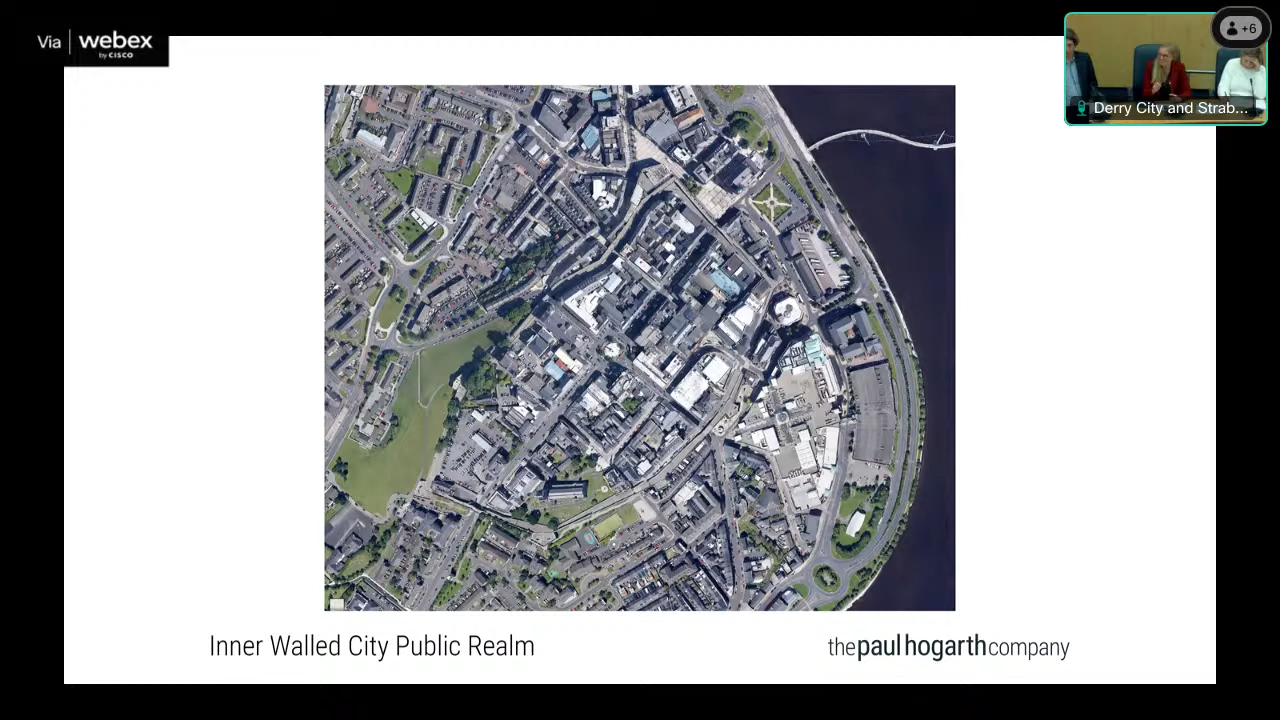 Via webex
by CISCO
+6
Derry City and Strab...
Inner Walled City Public Realm
thepaulhogarthcompany